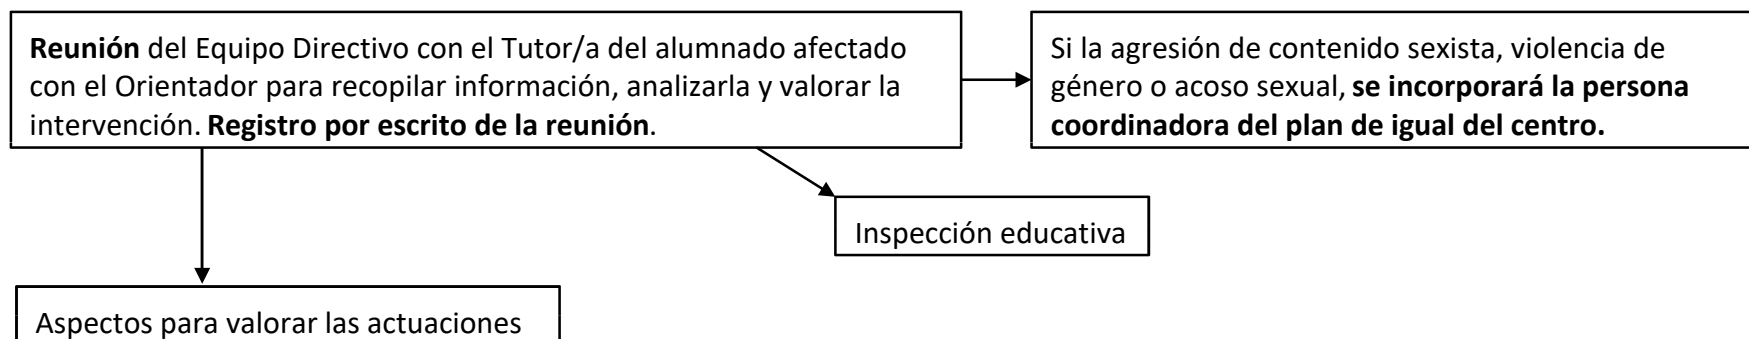 Reunión del Equipo Directivo con el Tutor/a del alumnado afectado
con el Orientador para recopilar información, analizarla y valorar la
intervención. Registro por escrito de la reunión.
Si la agresión de contenido sexista, violencia de
género o acoso sexual, se incorporará la persona
coordinadora del plan de igual del centro.
Inspección educativa
Aspectos para valorar las actuaciones